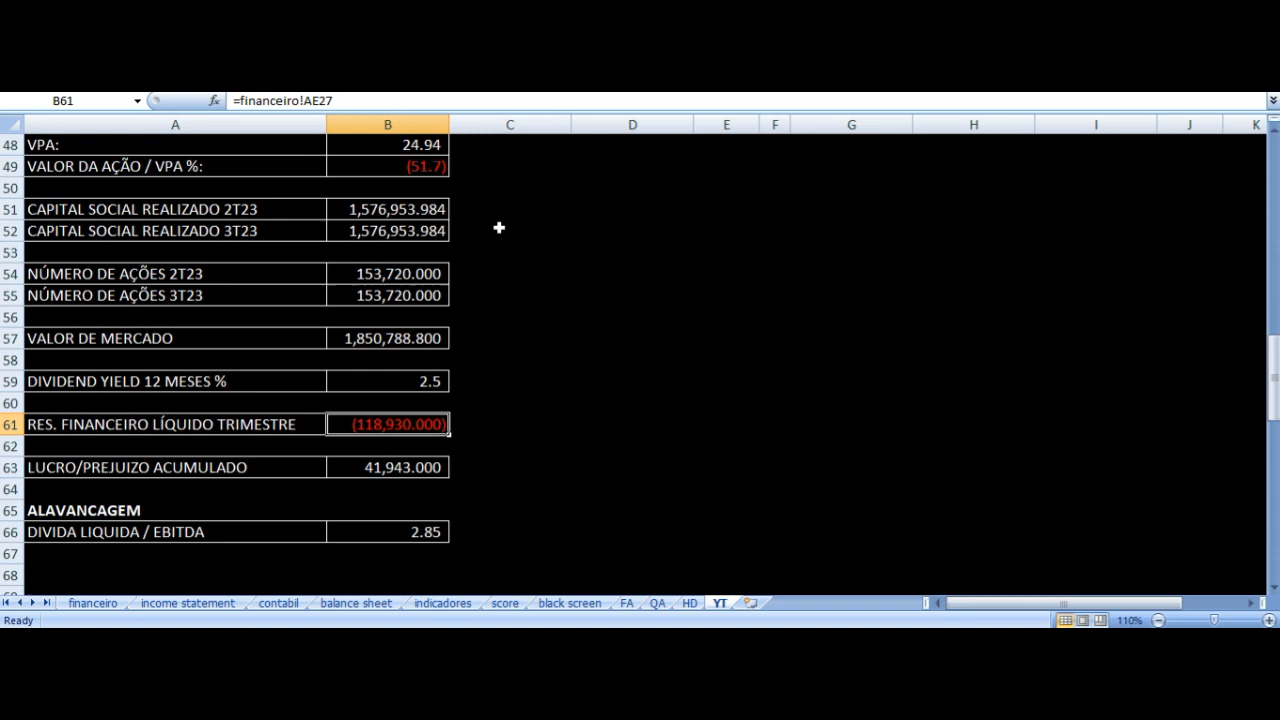 B61 fx =financeiro!AE27
A B C D E F G H I J K
48 VPA: 24.94
49 VALOR DA AÇÃO / VPA %: (51.7)
50
51 CAPITAL SOCIAL REALIZADO 2T23 1,576,953.984
52 CAPITAL SOCIAL REALIZADO 3T23 1,576,953.984
53
54 NÚMERO DE AÇÕES 2T23 153,720.000
55 NÚMERO DE AÇÕES 3T23 153,720.000
56
57 VALOR DE MERCADO 1,850,788.800
58
59 DIVIDEND YIELD 12 MESES % 2.5
60
61 RES. FINANCEIRO LÍQUIDO TRIMESTRE (118,930.000)
62
63 LUCRO/PREJUIZO ACUMULADO 41,943.000
64
65 ALAVANCAGEM
66 DIVIDA LIQUIDA / EBITDA 2.85
67
68
financeiro income statement contabil balance sheet indicadores score black screen FA QA HD YT
Ready 110%